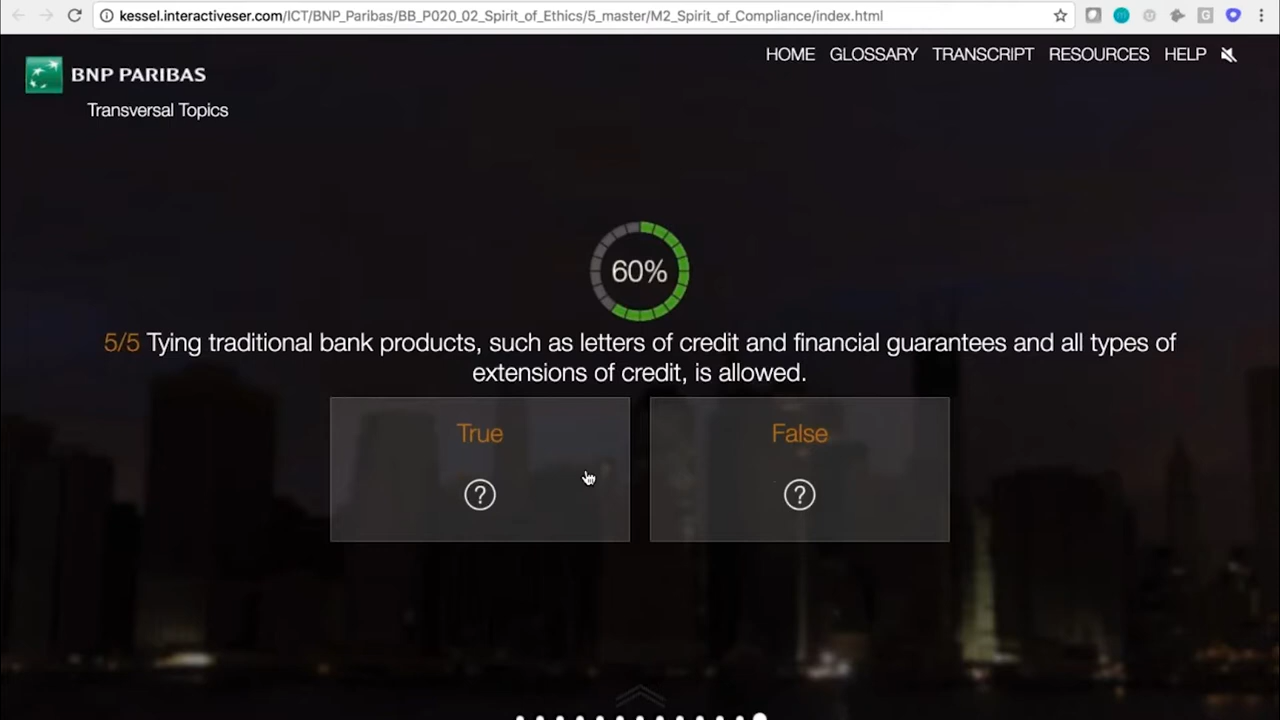 kessel.interactiveser.com/ICT/BNP_Paribas/BB_P020_02_Spirit_of_Ethics/5_master/M2_Spirit_of_Compliance/index.html
HOME GLOSSARY TRANSCRIPT RESOURCES HELP
BNP PARIBAS
Transversal Topics
60%
5/5 Tying traditional bank products, such as letters of credit and financial guarantees and all types of
extensions of credit, is allowed.
True False
? ?